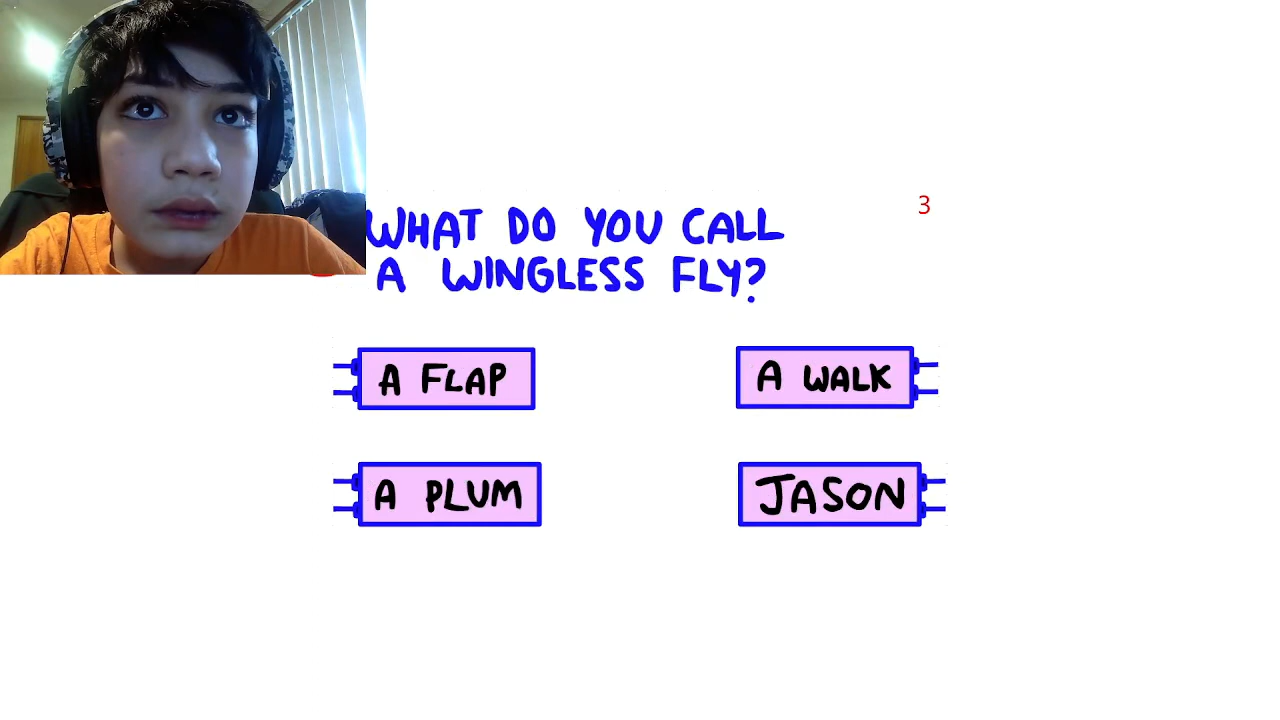 3
WHAT DO YOU CALL
A WINGLESS FLY?
A FLAP
A WALK
A PLUM
JASON